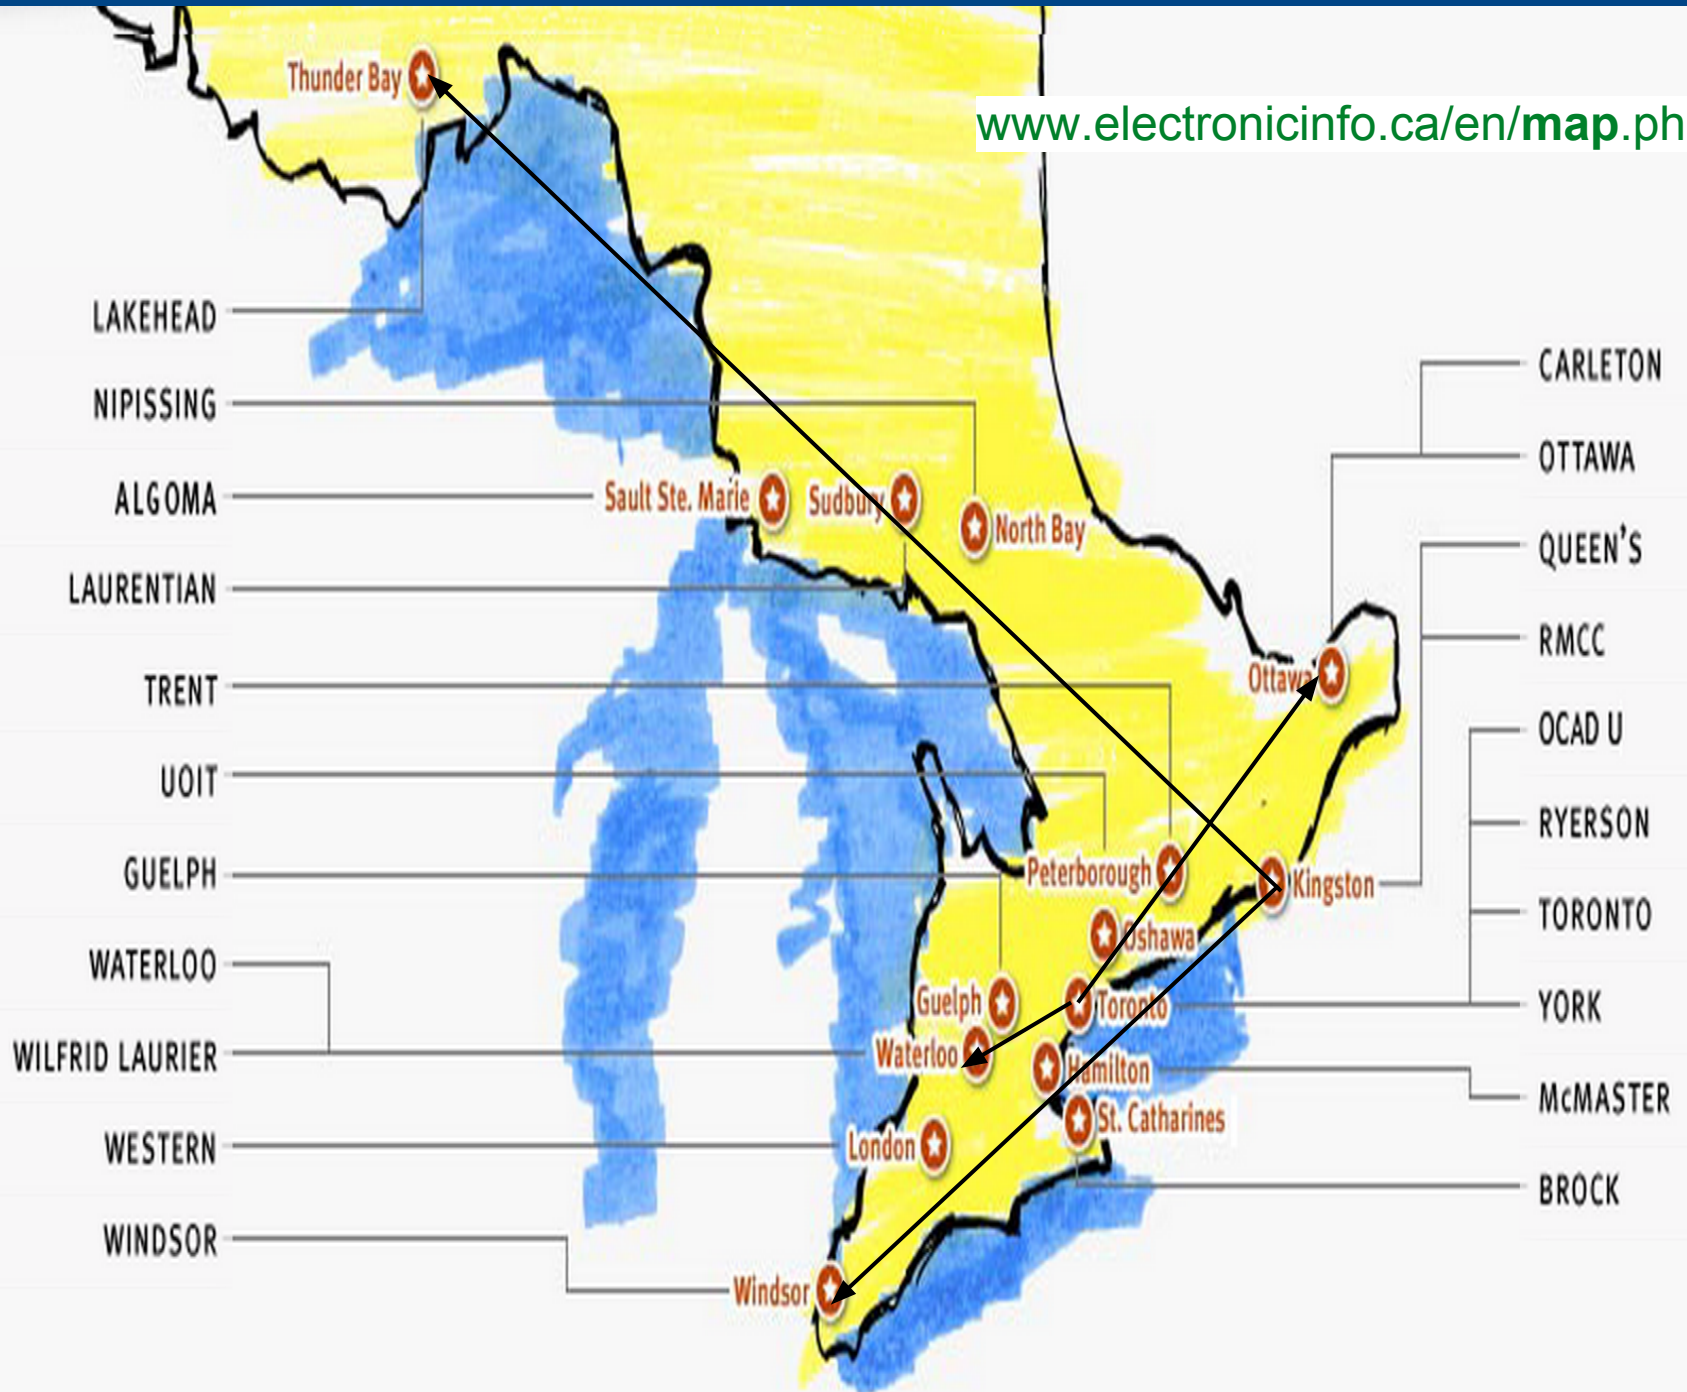 www.electronicinfo.ca/en/map.ph
Thunder Bay
LAKEHEAD
NIPISSING
ALGOMA
LAURENTIAN
TRENT
UOIT
GUELPH
WATERLOO
WILFRID LAURIER
WESTERN
WINDSOR
Sault Ste. Marie
Sudbury
North Bay
Ottawa
Peterborough
Kingston
Oshawa
Guelph
Toronto
Waterloo
Hamilton
St. Catharines
London
Windsor
CARLETON
OTTAWA
QUEEN'S
RMCC
OCAD U
RYERSON
TORONTO
YORK
McMASTER
BROCK